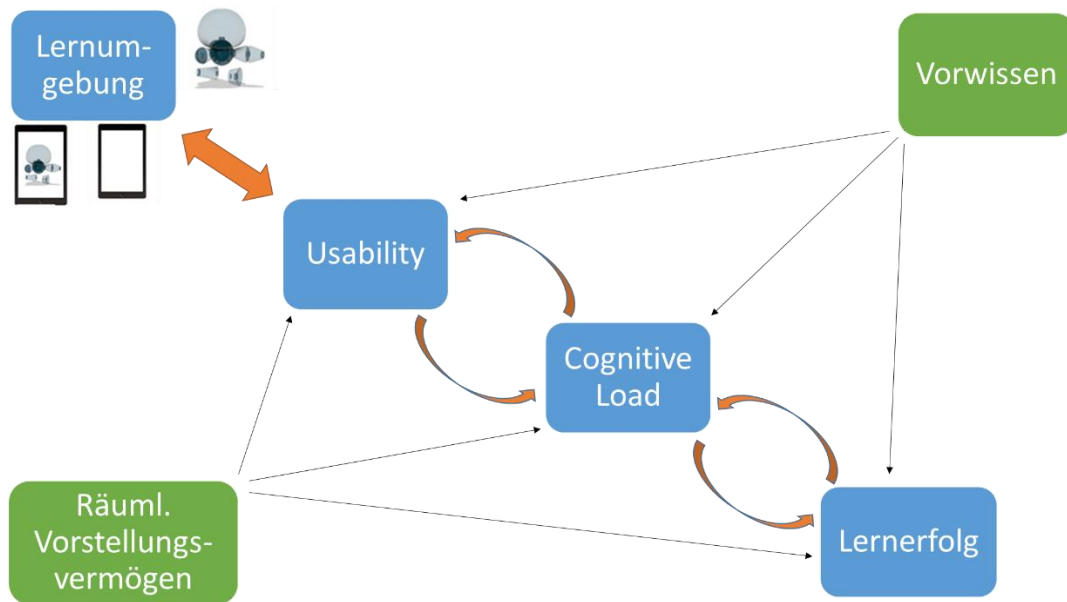 Lernum-
gebung
Vorwissen
Usability
Cognitive
Load
Räuml.
Vorstellungs-
vermögen
Lernerfolg